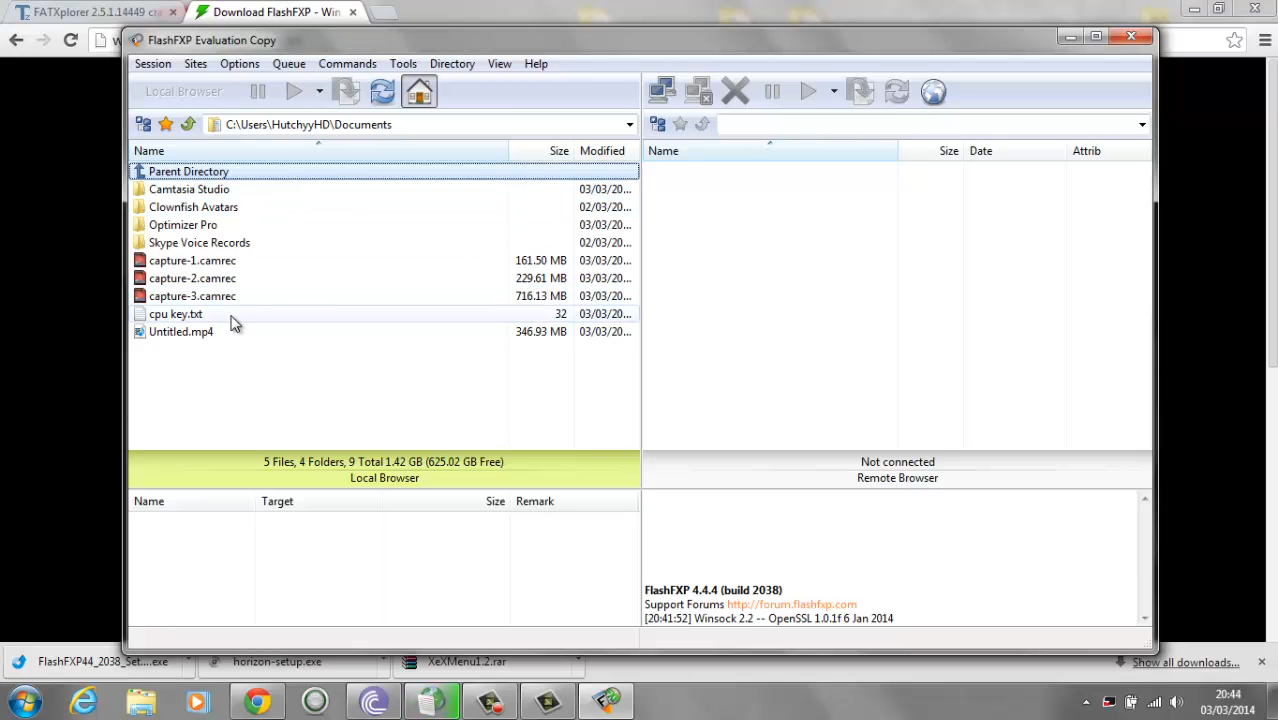 FATXplorer 2.5.1.14449 cra
Download FlashFXP - Win
FlashFXP Evaluation Copy
Session Sites Options Queue Commands Tools Directory View Help
Local Browser
C:\Users\HutchyyHD\Documents
Name Size Modified Name Size Date Attrib
Parent Directory
Camtasia Studio 03/03/20...
Clownfish Avatars 02/03/20...
Optimizer Pro 03/03/20...
Skype Voice Records 02/03/20...
capture-1.camrec 161.50 MB 03/03/20...
capture-2.camrec 229.61 MB 03/03/20...
capture-3.camrec 716.13 MB 03/03/20...
cpu key.txt 32 03/03/20...
Untitled.mp4 346.93 MB 03/03/20...
5 Files, 4 Folders, 9 Total 1.42 GB (625.02 GB Free) Not connected
Local Browser Remote Browser
Name Target Size Remark
FlashFXP 4.4.4 (build 2038)
Support Forums http://forum.flashfxp.com
[20:41:52] Winsock 2.2 -- OpenSSL 1.0.1f 6 Jan 2014
FlashFXP44_2038_Set....exe horizon-setup.exe XeXMenu1.2.rar Show all downloads...
20:44
03/03/2014